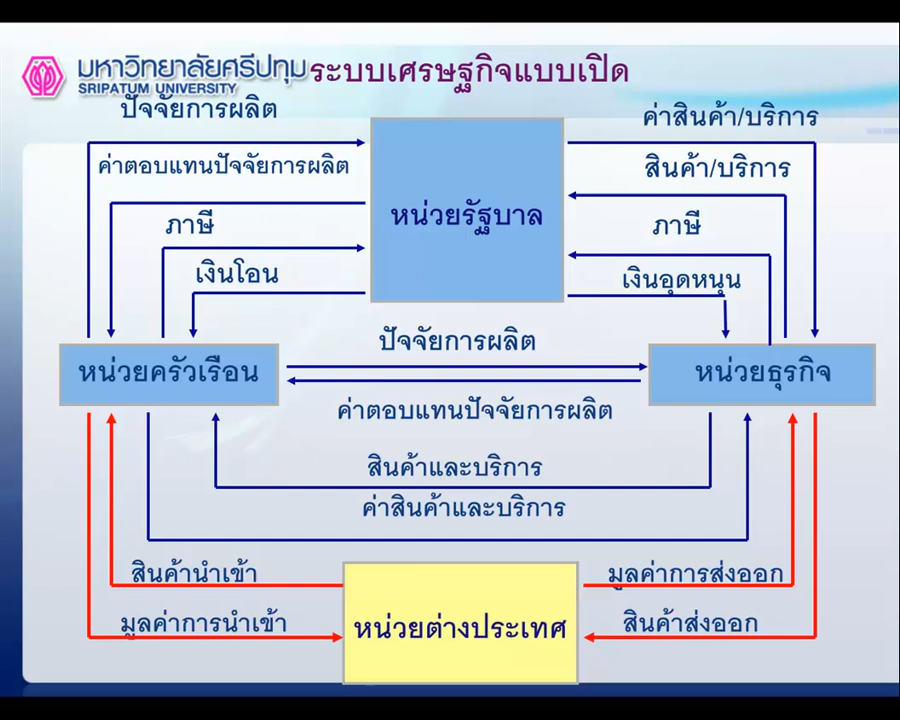 มหาวิทยาลัยศรีปทุม
SRIPATUM UNIVERSITY
ระบบเศรษฐกิจแบบเปิด
ปัจจัยการผลิต
ค่าสินค้า/บริการ
ค่าตอบแทนปัจจัยการผลิต
สินค้า/บริการ
หน่วยรัฐบาล
ภาษี
ภาษี
เงินโอน
เงินอุดหนุน
ปัจจัยการผลิต
หน่วยครัวเรือน
หน่วยธุรกิจ
ค่าตอบแทนปัจจัยการผลิต
สินค้าและบริการ
ค่าสินค้าและบริการ
สินค้านำเข้า
มูลค่าการส่งออก
มูลค่าการนำเข้า
หน่วยต่างประเทศ
สินค้าส่งออก